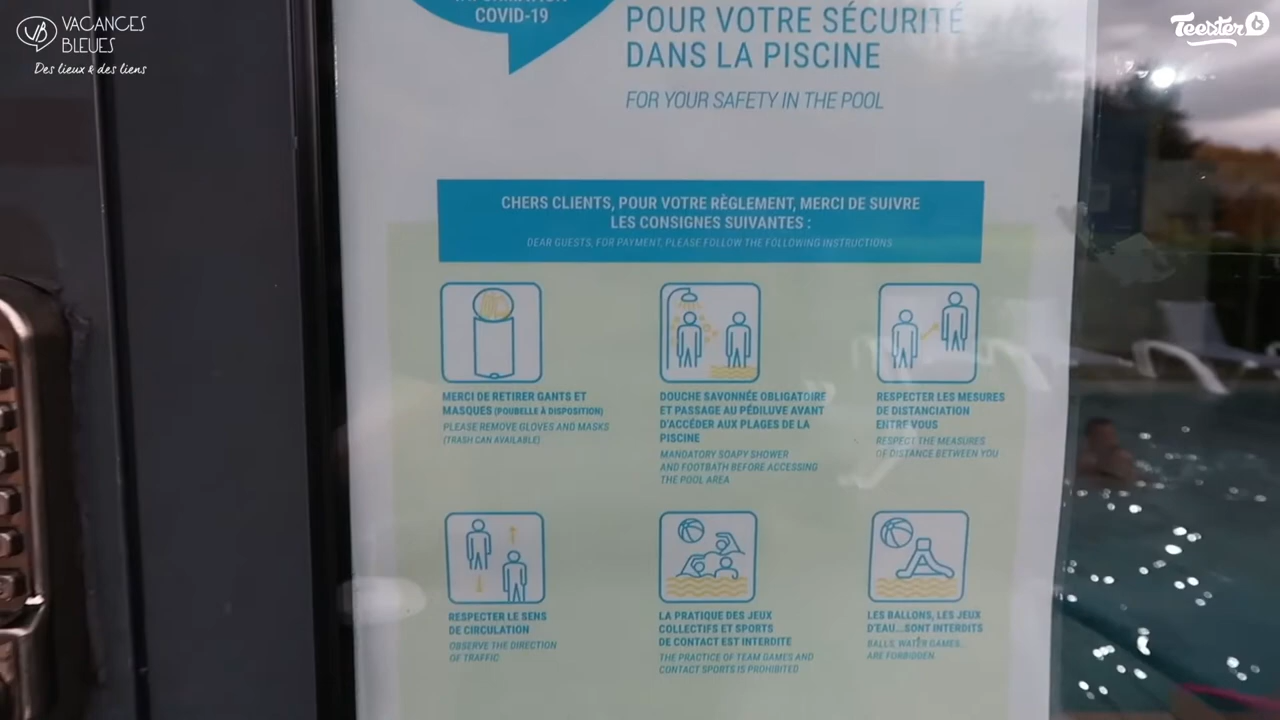 VACANCES
BLEUES
Des lieux & des liens
Teester
COVID-19
POUR VOTRE SÉCURITÉ
DANS LA PISCINE
FOR YOUR SAFETY IN THE POOL
CHERS CLIENTS, POUR VOTRE RÈGLEMENT, MERCI DE SUIVRE
LES CONSIGNES SUIVANTES :
DEAR GUESTS, FOR PAYMENT, PLEASE FOLLOW THE FOLLOWING INSTRUCTIONS
MERCI DE RETIRER GANTS ET
MASQUES (POUBELLE À DISPOSITION)
PLEASE REMOVE GLOVES AND MASKS
(TRASH CAN AVAILABLE)
DOUCHE SAVONNÉE OBLIGATOIRE
ET PASSAGE AU PÉDILUVE AVANT
D'ACCÉDER AUX PLAGES DE LA
PISCINE
MANDATORY SOAPY SHOWER
AND FOOTBATH BEFORE ACCESSING
THE POOL AREA
RESPECTER LES MESURES
DE DISTANCIATION
ENTRE VOUS
RESPECT THE MEASURES
OF DISTANCE BETWEEN YOU
RESPECTER LE SENS
DE CIRCULATION
OBSERVE THE DIRECTION
OF TRAFFIC
LA PRATIQUE DES JEUX
COLLECTIFS ET SPORTS
DE CONTACT EST INTERDITE
THE PRACTICE OF TEAM GAMES AND
CONTACT SPORTS IS PROHIBITED
LES BALLONS, LES JEUX
D'EAU...SONT INTERDITS
BALLS, WATER GAMES...
ARE FORBIDDEN